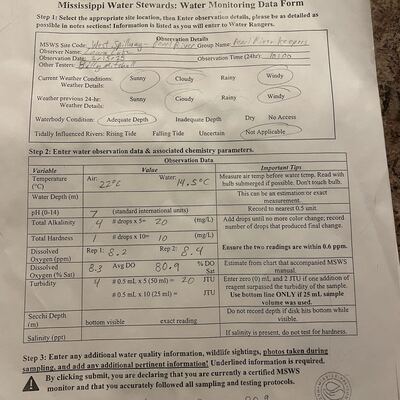 Mississippi Water Stewards: Water Monitoring Data Form
Step 1: Select the appropriate site location, then Enter observation details, please be as detailed as
possible in notes sections! Information is listed as you will enter to Water Rangers.
Observation Details
MSWS Site Code: West Spillway - Pearl River Group Name: Pearl River Keepers
Observer Name:
Observation Date: Observation Time (24hr):
Other Testers:
Current Weather Conditions: Sunny Cloudy Rainy Windy
Weather Details:
Weather previous 24-hr: Sunny Cloudy Rainy Windy
Weather Details:
Waterbody Condition: Adequate Depth Inadequate Depth Dry No Access
Tidally Influenced Rivers: Rising Tide Falling Tide Uncertain Not Applicable
Step 2: Enter water observation data & associated chemistry parameters.
Observation Data
Variable Value Important Tips
Temperature (°C) Air: 22°C Water: 14.5°C Measure air temp before water temp. Read with bulb submerged if possible. Don't touch bulb.
Water Depth (m) This can be an estimation or exact measurement.
pH (0-14) 7 (standard international units) Record to nearest 0.5 unit.
Total Alkalinity 4 # drops x 5= 20 (mg/L) Add drops until no more color change; record number of drops that produced final change.
Total Hardness 1 # drops x 10= 10 (mg/L)
Dissolved Oxygen (ppm) Rep 1: 8.2 Rep 2: 8.4 Ensure the two readings are within 0.6 ppm.
Dissolved Oxygen (% Sat) 8.3 Avg DO 80.9 % DO Sat Estimate from chart that accompanied MSWS manual.
Turbidity 4 # 0.5 mL x 5 (50 ml) = 20 JTU Enter zero (0) mL and 2 JTU if one addition of reagent surpassed the turbidity of the sample.
# 0.5 mL x 10 (25 ml) = JTU Use bottom line ONLY if 25 mL sample volume was used.
Secchi Depth (m) bottom visible exact reading Do not record depth if disk hits bottom while visible.
Salinity (ppt) If salinity is present, do not test for hardness.
Step 3: Enter any additional water quality information, wildlife sightings, photos taken during
sampling, and add any additional pertinent information! Underlined information is required.
By clicking submit, you are declaring that you are currently a certified MSWS
monitor and that you accurately followed all sampling and testing protocols.
80.9